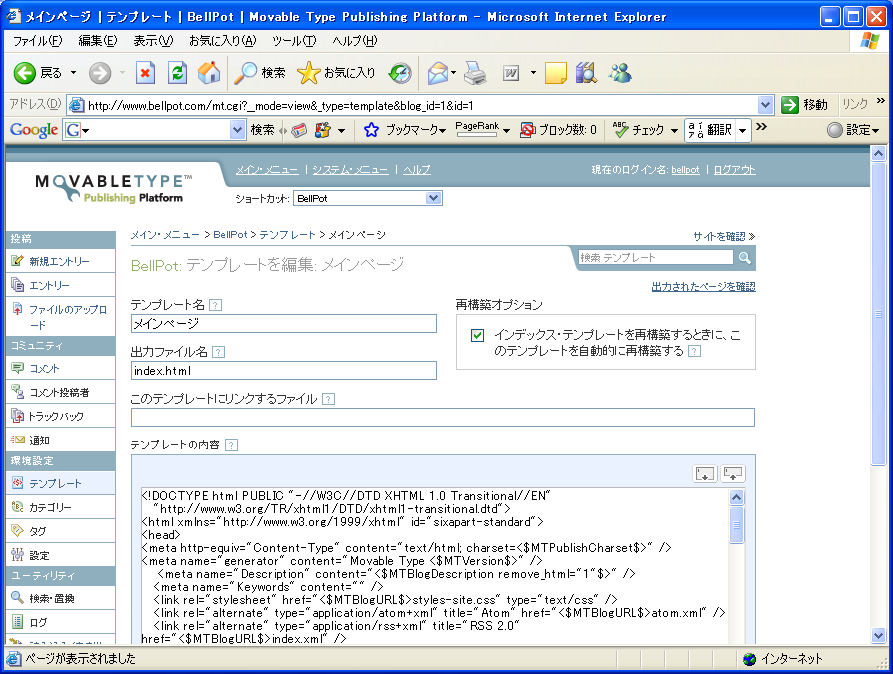 メインページ | テンプレート | BellPot | Movable Type Publishing Platform - Microsoft Internet Explorer
ファイル(F) 編集(E) 表示(V) お気に入り(A) ツール(T) ヘルプ(H)
戻る 検索 お気に入り
アドレス(D) http://www.bellpot.com/mt.cgi?_mode=view&_type=template&blog_id=1&id=1 移動 リンク »
Google G 検索 ブックマーク PageRank ブロック数: 0 ABC チェック 翻訳 » 設定
MOVABLETYPE™
Publishing Platform
メイン・メニュー | システム・メニュー | ヘルプ 現在のログイン名: bellpot | ログアウト
ショートカット: BellPot
メイン・メニュー > BellPot > テンプレート > メインページ サイトを確認 »
BellPot: テンプレートを編集: メインページ
検索 テンプレート
出力されたページを確認
投稿
新規エントリー
エントリー
ファイルのアップロ
ード
コミュニティ
コメント
コメント投稿者
トラックバック
通知
環境設定
テンプレート
カテゴリー
タグ
設定
ユーティリティ
検索・置換
ログ
テンプレート名 ?
メインページ
出力ファイル名 ?
index.html
再構築オプション
インデックス・テンプレートを再構築するときに、こ
のテンプレートを自動的に再構築する ?
このテンプレートにリンクするファイル ?
テンプレートの内容 ?
<!DOCTYPE html PUBLIC "-//W3C//DTD XHTML 1.0 Transitional//EN"
"http://www.w3.org/TR/xhtml1/DTD/xhtml1-transitional.dtd">
<html xmlns="http://www.w3.org/1999/xhtml" id="sixapart-standard">
<head>
<meta http-equiv="Content-Type" content="text/html; charset=<$MTPublishCharset$>" />
<meta name="generator" content="Movable Type <$MTVersion$>" />
<meta name="Description" content="<$MTBlogDescription remove_html="1"$>" />
<meta name="Keywords" content="" />
<link rel="stylesheet" href="<$MTBlogURL$>styles-site.css" type="text/css" />
<link rel="alternate" type="application/atom+xml" title="Atom" href="<$MTBlogURL$>atom.xml" />
<link rel="alternate" type="application/rss+xml" title="RSS 2.0"
href="<$MTBlogURL$>index.xml" />
ページが表示されました インターネット